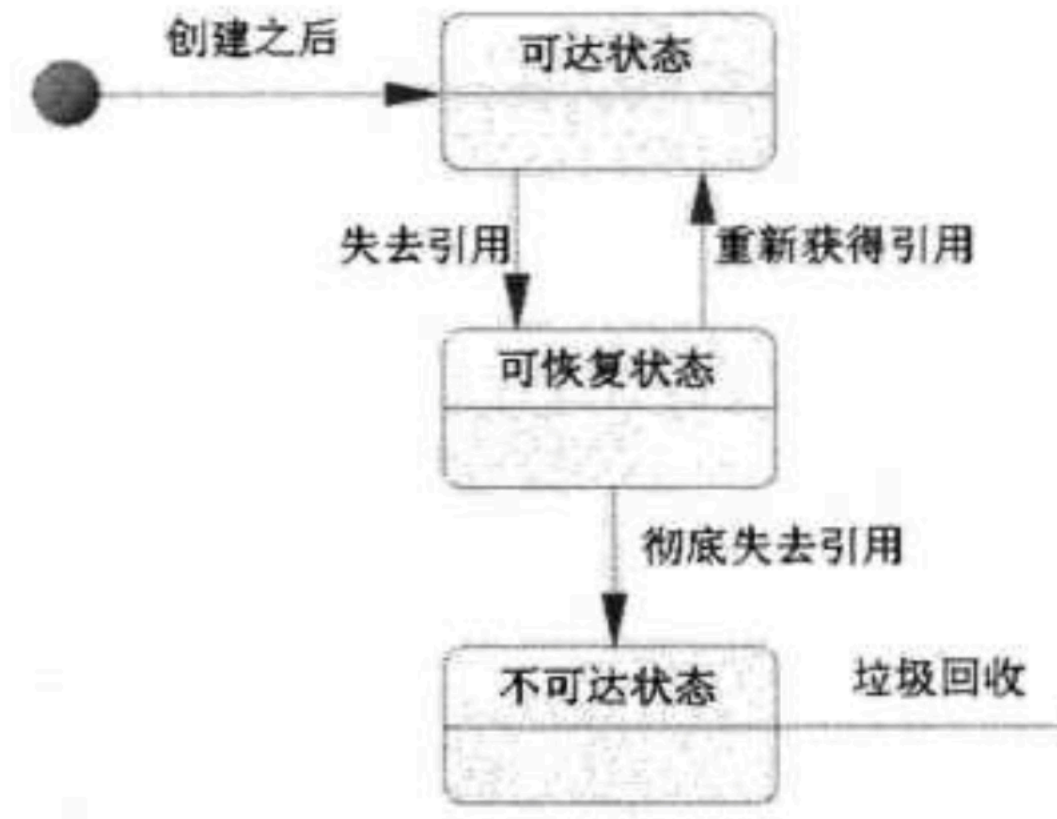 创建之后
可达状态
失去引用
重新获得引用
可恢复状态
彻底失去引用
不可达状态
垃圾回收